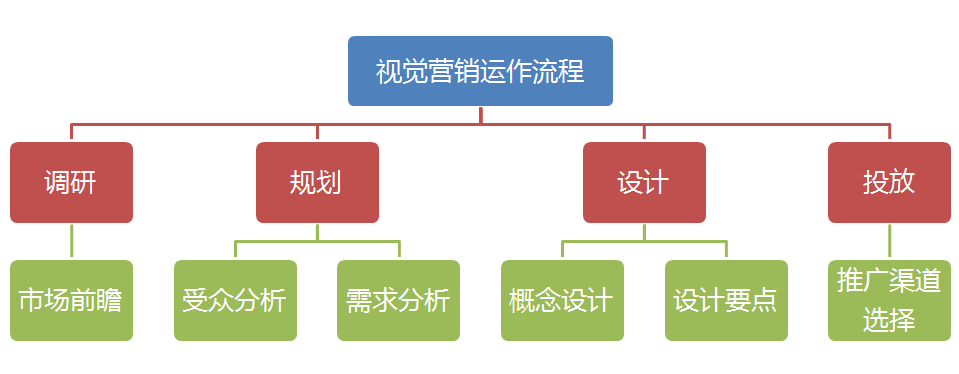 视觉营销运作流程
调研
规划
设计
投放
市场前瞻
受众分析
需求分析
概念设计
设计要点
推广渠道
选择